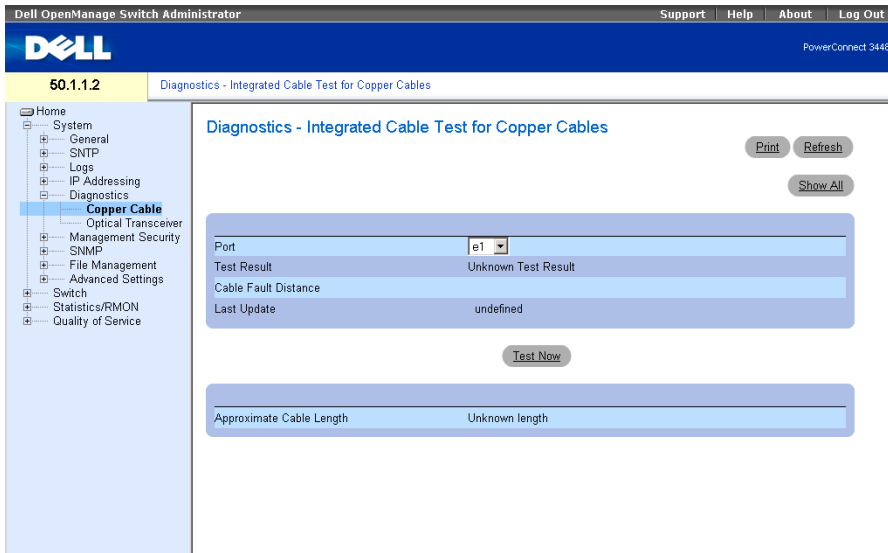 Dell OpenManage Switch Administrator
Support Help About Log Out
DELL
PowerConnect 3448
50.1.1.2
Diagnostics - Integrated Cable Test for Copper Cables
Home
System
General
SNTP
Logs
IP Addressing
Diagnostics
Copper Cable
Optical Transceiver
Management Security
SNMP
File Management
Advanced Settings
Switch
Statistics/RMON
Quality of Service
Diagnostics - Integrated Cable Test for Copper Cables
Print Refresh
Show All
Port e1
Test Result Unknown Test Result
Cable Fault Distance
Last Update undefined
Test Now
Approximate Cable Length Unknown length